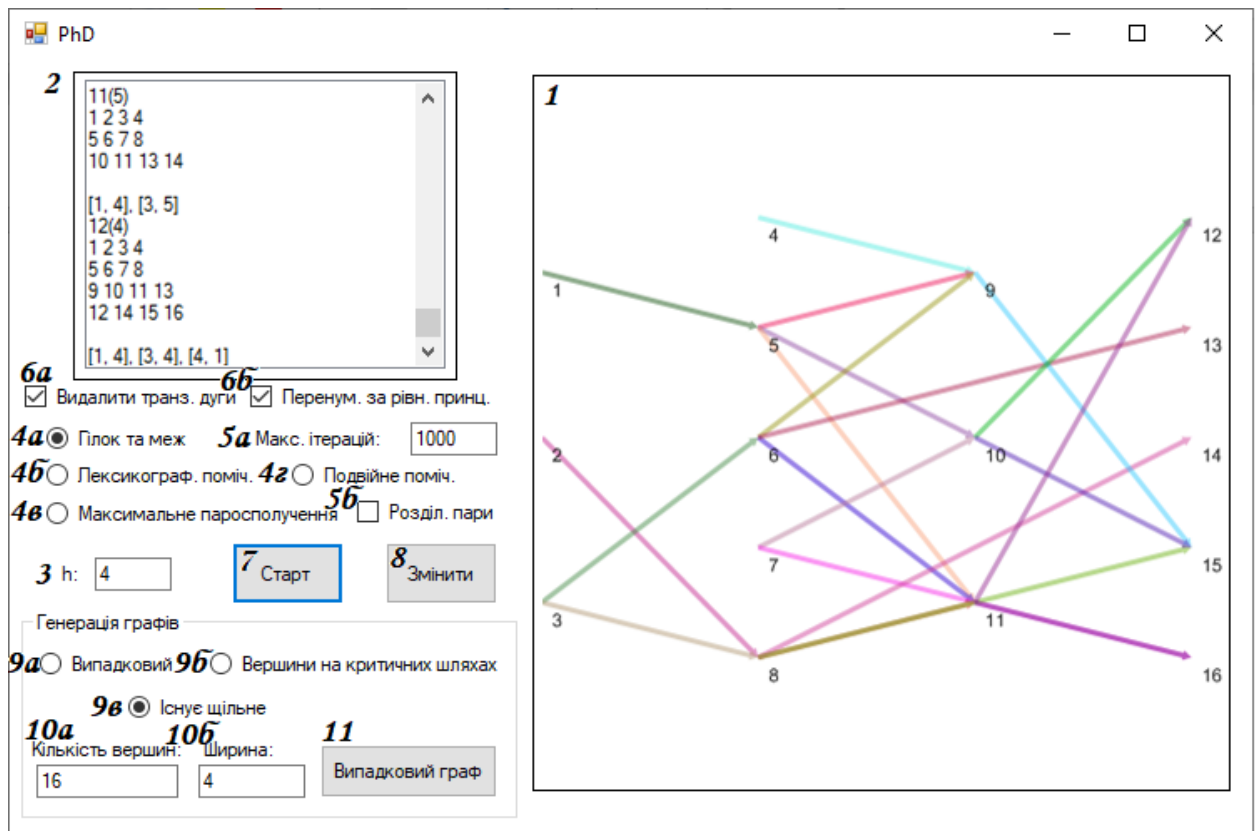 PhD
2
11(5)
1 2 3 4
5 6 7 8
10 11 13 14
[1, 4], [3, 5]
12(4)
1 2 3 4
5 6 7 8
9 10 11 13
12 14 15 16
[1, 4], [3, 4], [4, 1]
6а Видалити транз. дуги 6б Перенум. за рівн. принц.
4а Гілок та меж 5а Макс. ітерацій: 1000
4б Лексикограф. поміч. 4г Подвійне поміч.
4в Максимальне паросполучення 5б Розділ. пари
3 h: 4 7 Старт 8 Змінити
Генерація графів
9а Випадковий 9б Вершини на критичних шляхах
9в Існує щільне
10а Кількість вершин: 10б Ширина: 11
16 4 Випадковий граф
1
4 12
1 9
5 13
2 6 10 14
7 15
3 11
8 16